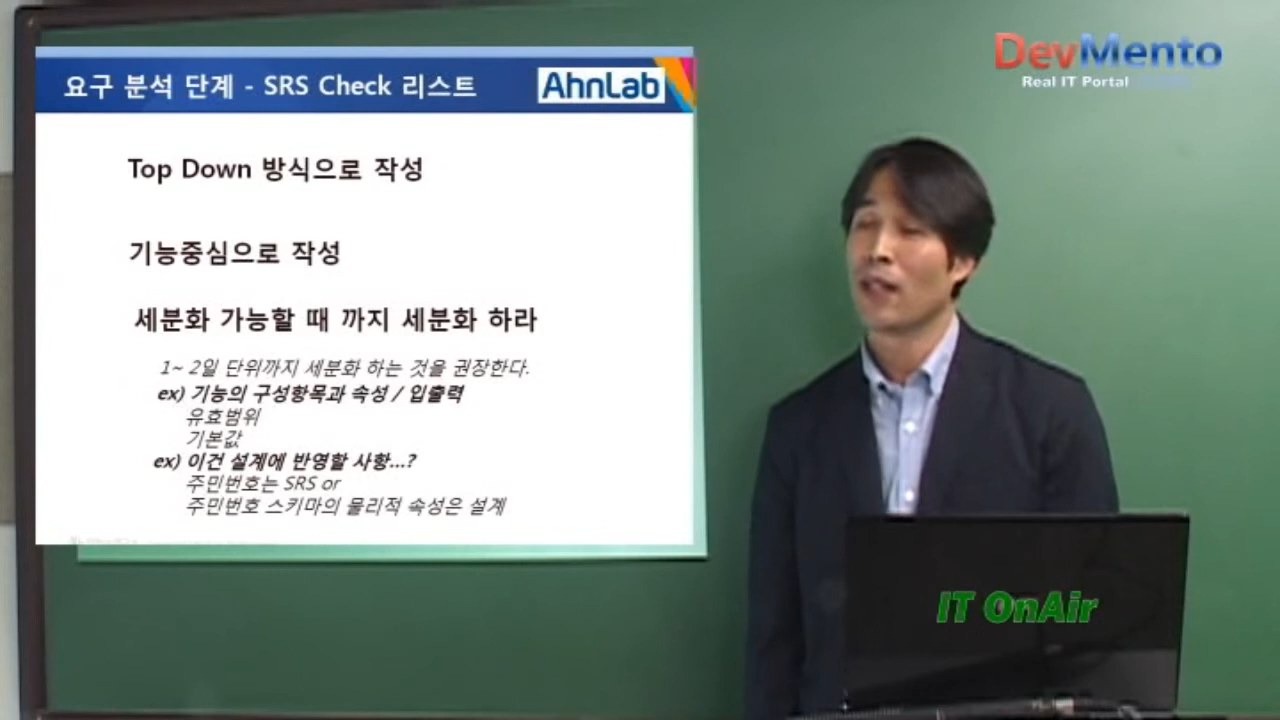 요구 분석 단계 - SRS Check 리스트
AhnLab
DevMento
Real IT Portal
Top Down 방식으로 작성
기능중심으로 작성
세분화 가능할 때 까지 세분화 하라
1~ 2일 단위까지 세분화 하는 것을 권장한다.
ex) 기능의 구성항목과 속성 / 입출력
유효범위
기본값
ex) 이건 설계에 반영할 사항...?
주민번호는 SRS or
주민번호 스키마의 물리적 속성은 설계
IT OnAir